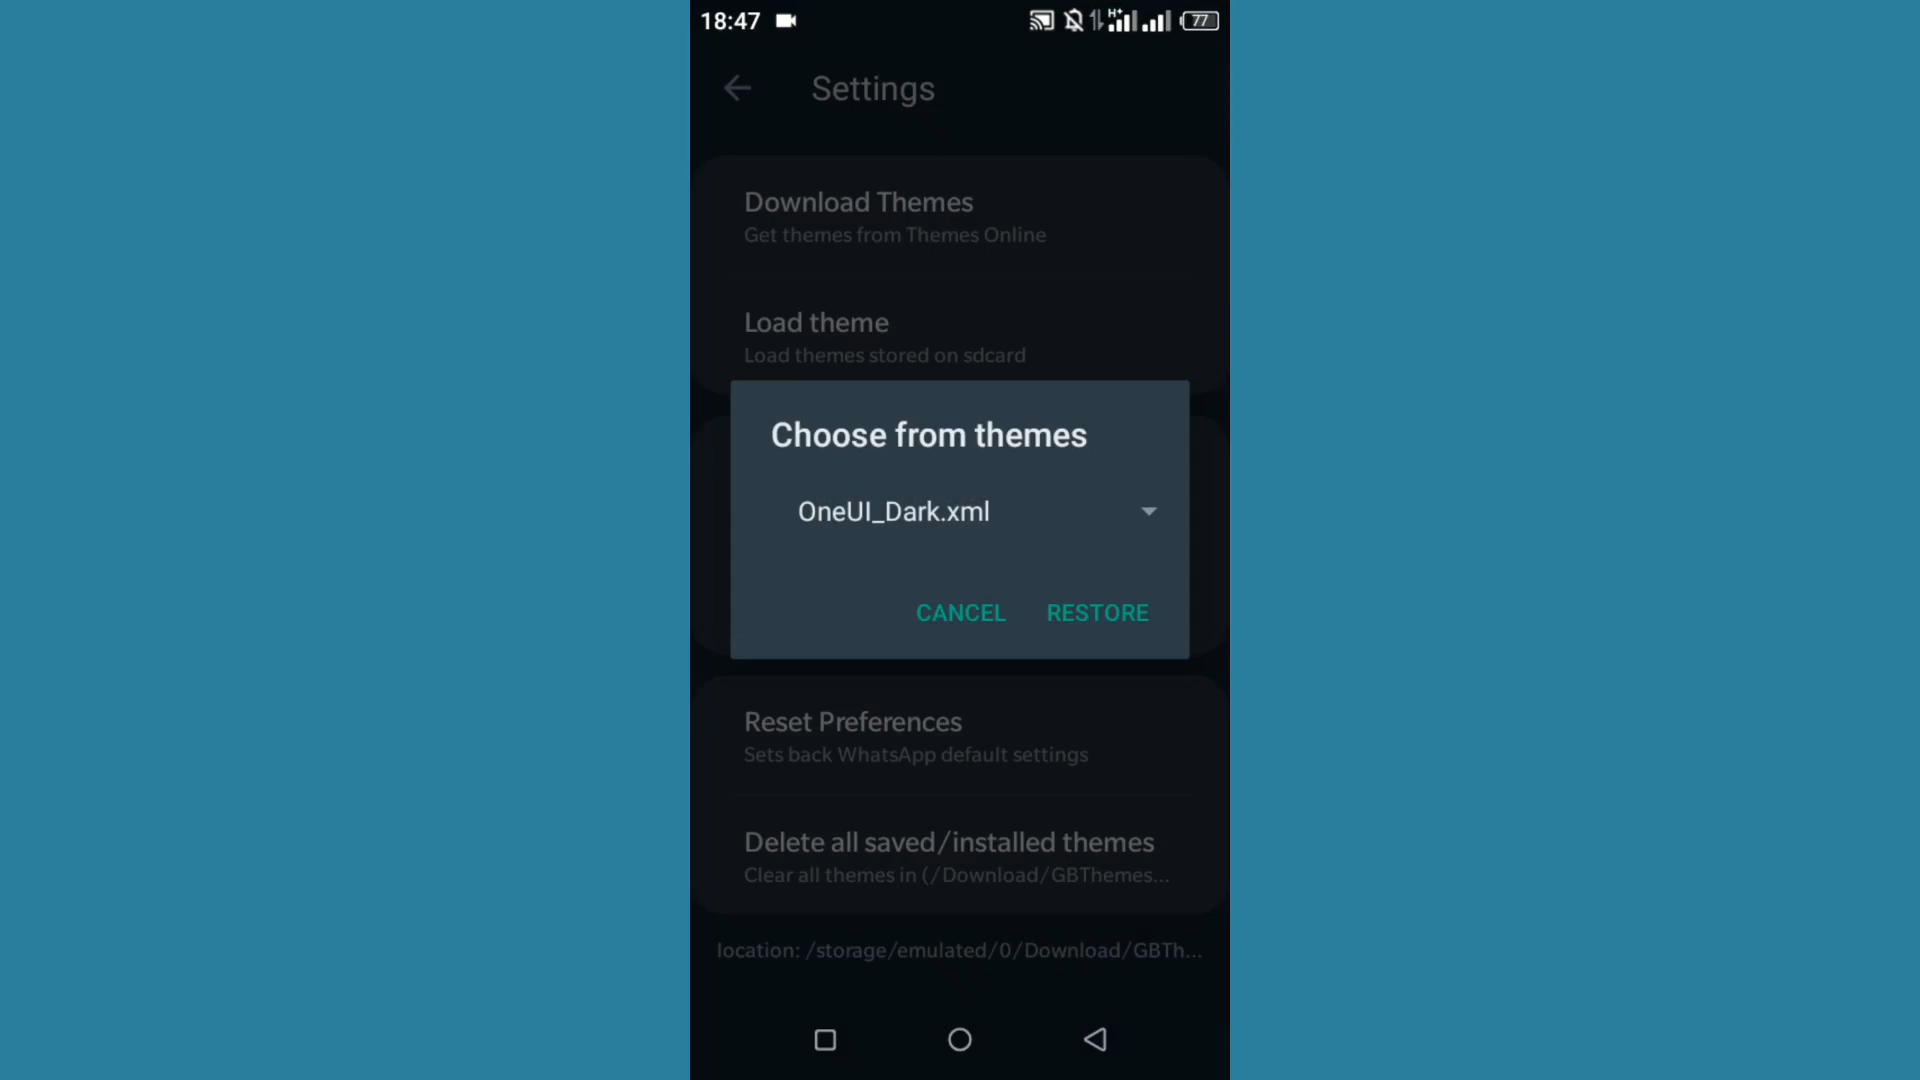 18:47
H+
77
Settings
Download Themes
Get themes from Themes Online
Load theme
Load themes stored on sdcard
Choose from themes
OneUI_Dark.xml
CANCEL RESTORE
Reset Preferences
Sets back WhatsApp default settings
Delete all saved/installed themes
Clear all themes in (/Download/GBThemes...
location: /storage/emulated/0/Download/GBTh...